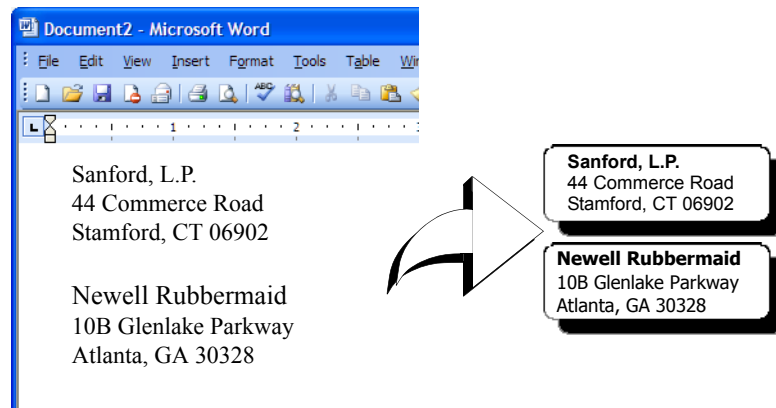 Document2 - Microsoft Word
File Edit View Insert Format Tools Table
ABC
L 1 2
Sanford, L.P.
44 Commerce Road
Stamford, CT 06902
Newell Rubbermaid
10B Glenlake Parkway
Atlanta, GA 30328
Sanford, L.P.
44 Commerce Road
Stamford, CT 06902
Newell Rubbermaid
10B Glenlake Parkway
Atlanta, GA 30328